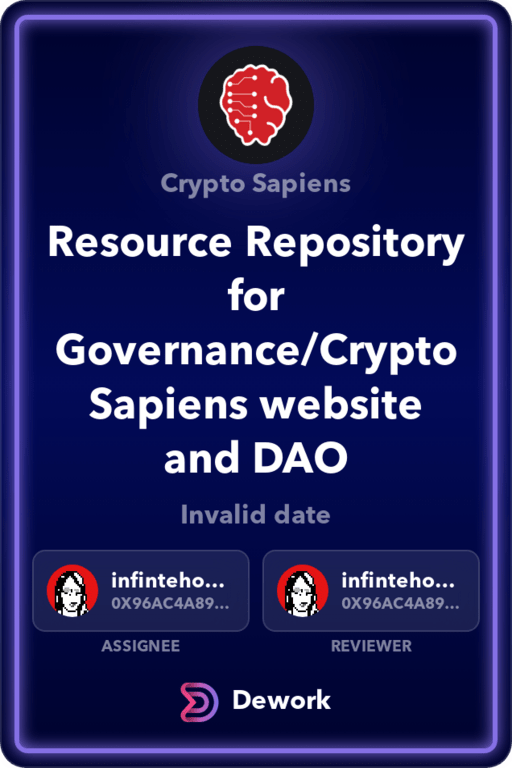 Crypto Sapiens
Resource Repository
for
Governance/Crypto
Sapiens website
and DAO
Invalid date
infinteho...
0X96AC4A89...
infinteho...
0X96AC4A89...
ASSIGNEE
REVIEWER
Dework